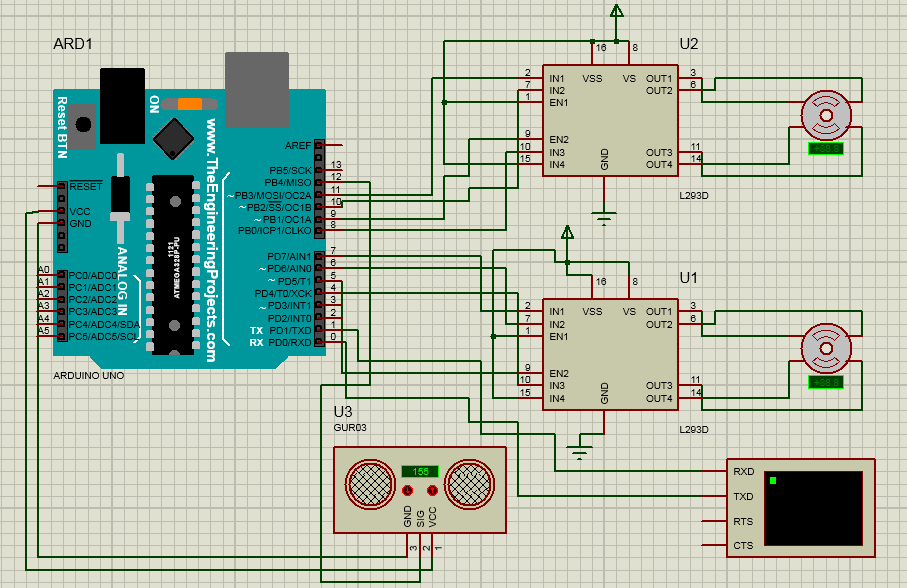 ARD1
Reset BTN
ON
www.TheEngineeringProjects.com
ANALOG IN
1121
ATMEGA328P-PU
RESET
VCC
GND
A0 PC0/ADC0
A1 PC1/ADC1
A2 PC2/ADC2
A3 PC3/ADC3
A4 PC4/ADC4/SDA
A5 PC5/ADC5/SCL
AREF
PB5/SCK 13
PB4/MISO 12
~PB3/MOSI/OC2A 11
~PB2/SS/OC1B 10
~PB1/OC1A 9
PB0/ICP1/CLKO 8
PD7/AIN1 7
~PD6/AIN0 6
~PD5/T1 5
PD4/T0/XCK 4
~PD3/INT1 3
PD2/INT0 2
TX PD1/TXD 1
RX PD0/RXD 0
ARDUINO UNO
U2
16 8
2 IN1 VSS VS OUT1 3
7 IN2 OUT2 6
1 EN1
9 EN2
10 IN3 OUT3 11
15 IN4 GND OUT4 14
+88.8
L293D
U1
16 8
2 IN1 VSS VS OUT1 3
7 IN2 OUT2 6
1 EN1
9 EN2
10 IN3 OUT3 11
15 IN4 GND OUT4 14
+88.8
L293D
U3
GUR03
155
L T
GND SIG VCC
3 2 1
RXD
TXD
RTS
CTS